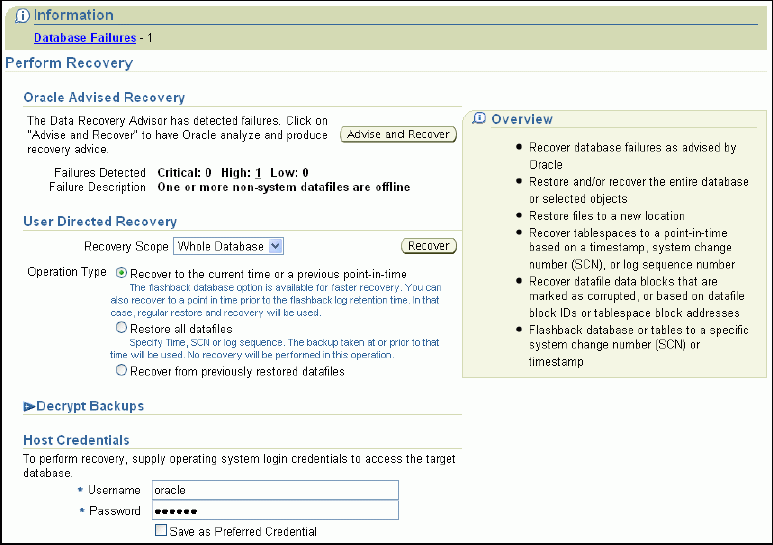 Information
Database Failures - 1
Perform Recovery
Oracle Advised Recovery
The Data Recovery Advisor has detected failures. Click on
"Advise and Recover" to have Oracle analyze and produce
recovery advice.
Advise and Recover
Failures Detected Critical: 0 High: 1 Low: 0
Failure Description One or more non-system datafiles are offline
User Directed Recovery
Recovery Scope Whole Database
Recover
Operation Type Recover to the current time or a previous point-in-time
The flashback database option is available for faster recovery. You can
also recover to a point in time prior to the flashback log retention time. In that
case, regular restore and recovery will be used.
Restore all datafiles
Specify Time, SCN or log sequence. The backup taken at or prior to that
time will be used. No recovery will be performed in this operation.
Recover from previously restored datafiles
Decrypt Backups
Host Credentials
To perform recovery, supply operating system login credentials to access the target
database.
* Username oracle
* Password ●●●●●●
Save as Preferred Credential
Overview
• Recover database failures as advised by
Oracle
• Restore and/or recover the entire database
or selected objects
• Restore files to a new location
• Recover tablespaces to a point-in-time
based on a timestamp, system change
number (SCN), or log sequence number
• Recover datafile data blocks that are
marked as corrupted, or based on datafile
block IDs or tablespace block addresses
• Flashback database or tables to a specific
system change number (SCN) or
timestamp